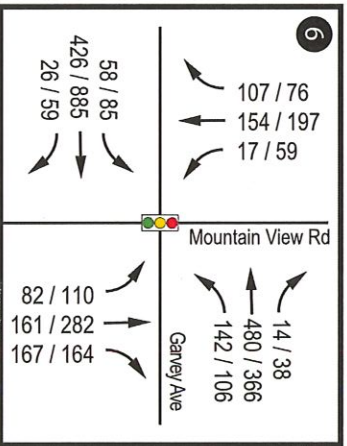 6
58 / 85
426 / 885
26 / 59
107 / 76
154 / 197
17 / 59
Mountain View Rd
82 / 110
161 / 282
167 / 164
Garvey Ave
14 / 38
480 / 366
142 / 106